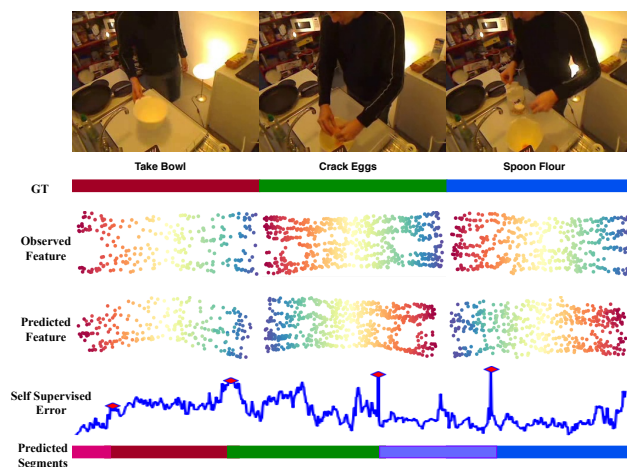 Take Bowl
Crack Eggs
Spoon Flour
GT
Observed
Feature
Predicted
Feature
Self Supervised
Error
Predicted
Segments